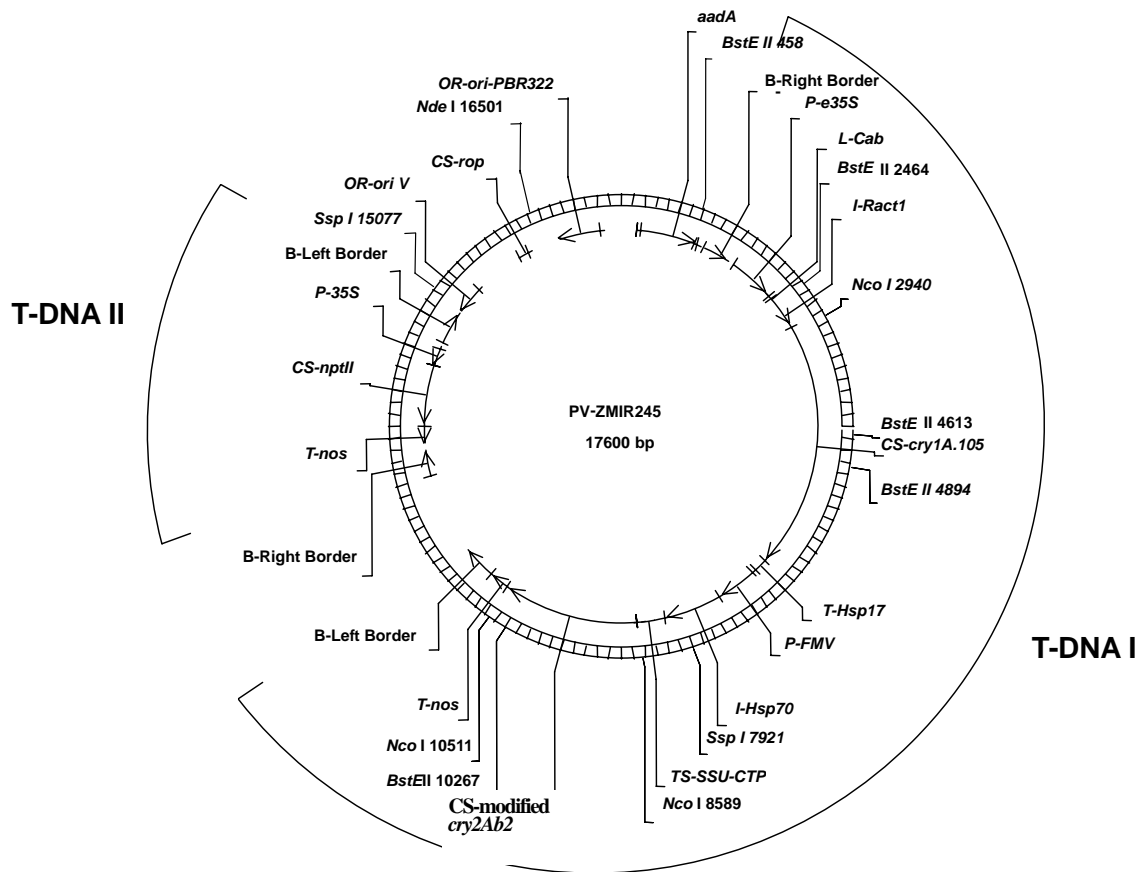 aadA
BstE II 458
B-Right Border
P-e35S
OR-ori-PBR322
Nde I 16501
L-Cab
BstE II 2464
CS-rop
I-Ract1
OR-ori V
Ssp I 15077
B-Left Border
Nco I 2940
P-35S
T-DNA II
CS-nptII
PV-ZMIR245
17600 bp
BstE II 4613
CS-cry1A.105
T-nos
BstE II 4894
B-Right Border
T-Hsp17
B-Left Border
P-FMV
T-DNA I
T-nos
I-Hsp70
Ssp I 7921
Nco I 10511
TS-SSU-CTP
BstEII 10267
Nco I 8589
CS-modified
cry2Ab2